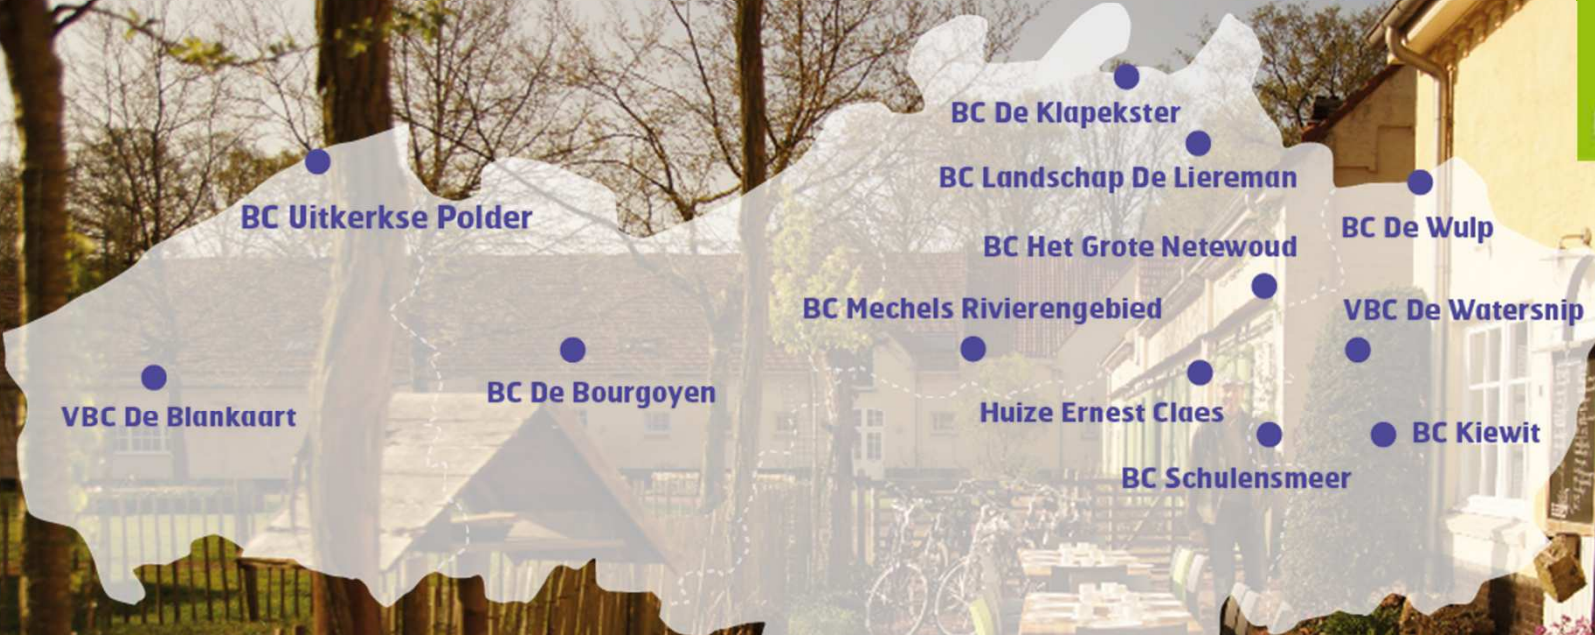 BC De Klapekster
BC Landschap De Liereman
BC Uitkerkse Polder
BC De Wulp
BC Het Grote Netewoud
BC Mechels Rivierengebied
VBC De Watersnip
BC De Bourgoyen
VBC De Blankaart
Huize Ernest Claes
BC Kiewit
BC Schulensmeer